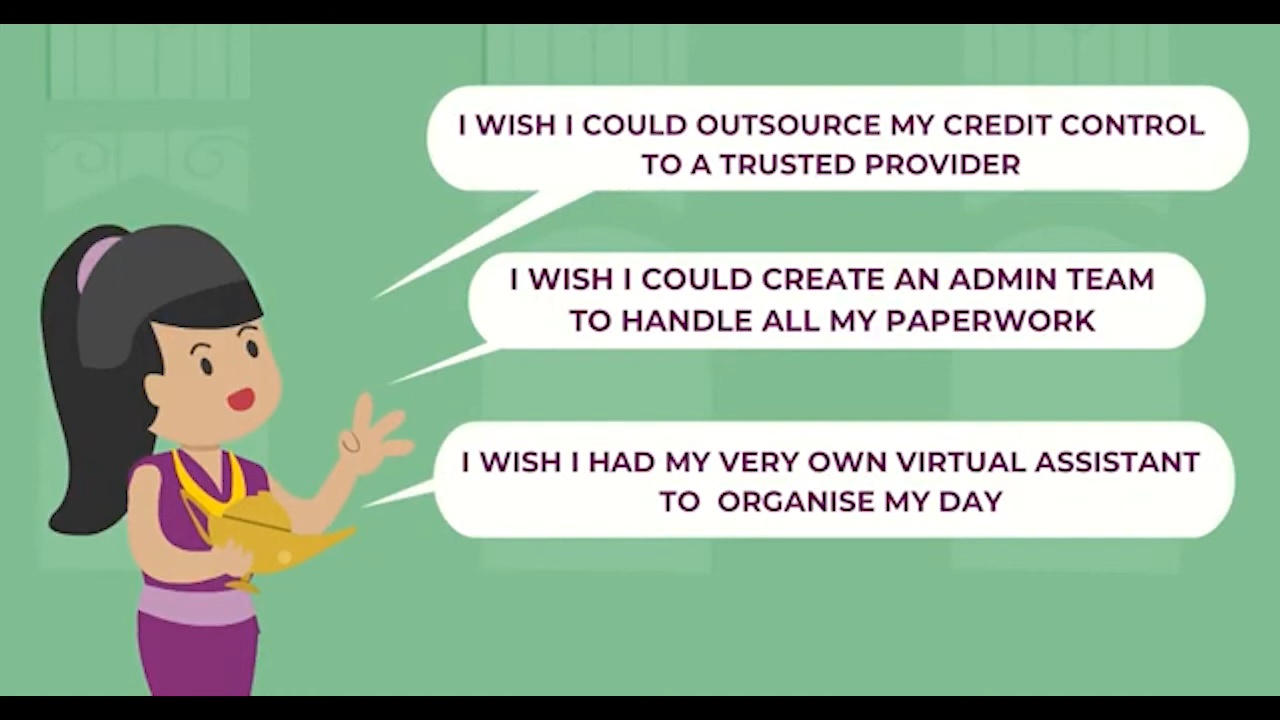 I WISH I COULD OUTSOURCE MY CREDIT CONTROL
TO A TRUSTED PROVIDER
I WISH I COULD CREATE AN ADMIN TEAM
TO HANDLE ALL MY PAPERWORK
I WISH I HAD MY VERY OWN VIRTUAL ASSISTANT
TO ORGANISE MY DAY